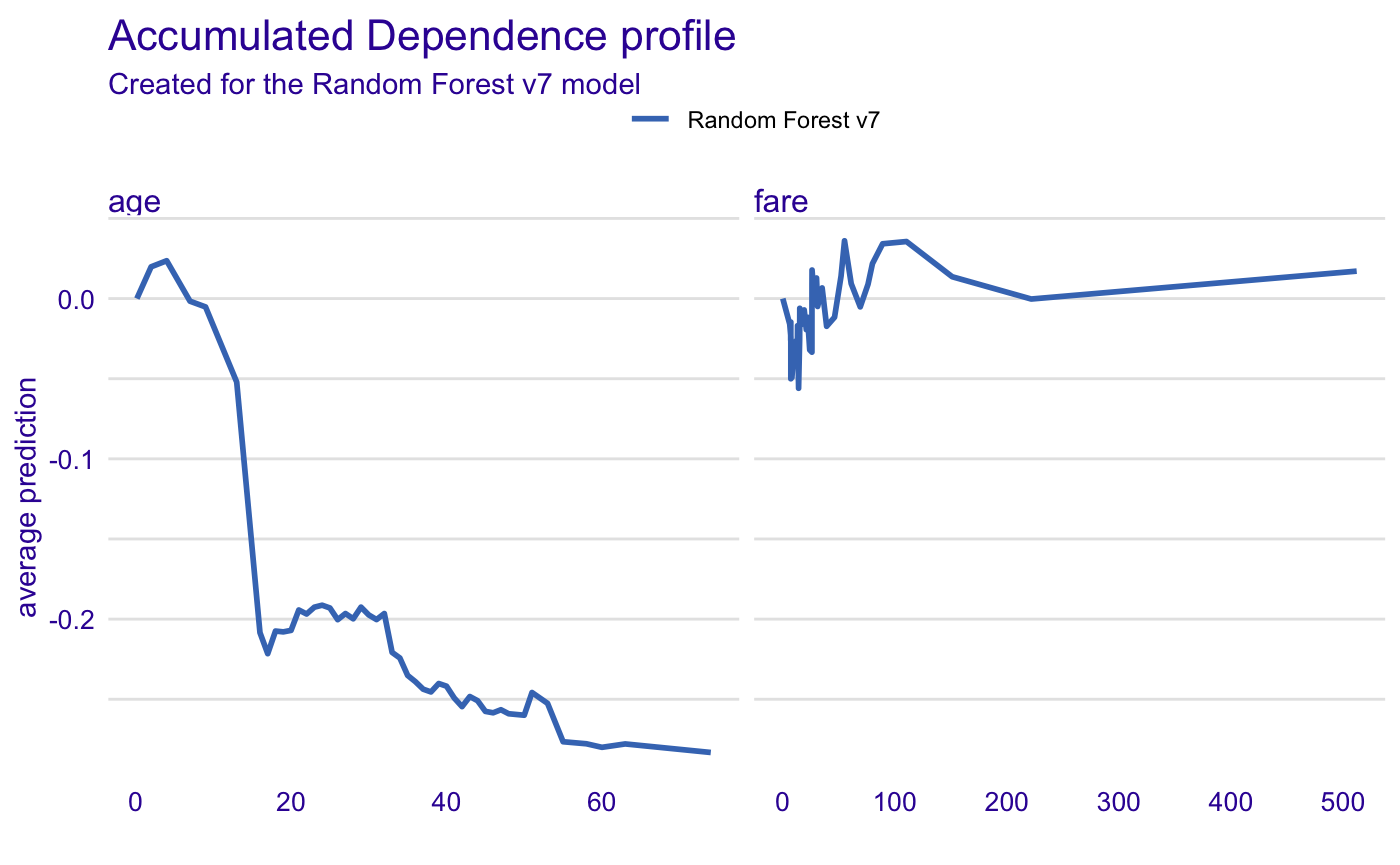 Accumulated Dependence profile
Created for the Random Forest v7 model
Random Forest v7
age
fare
average prediction
0.0
-0.1
-0.2
0 20 40 60
0 100 200 300 400 500